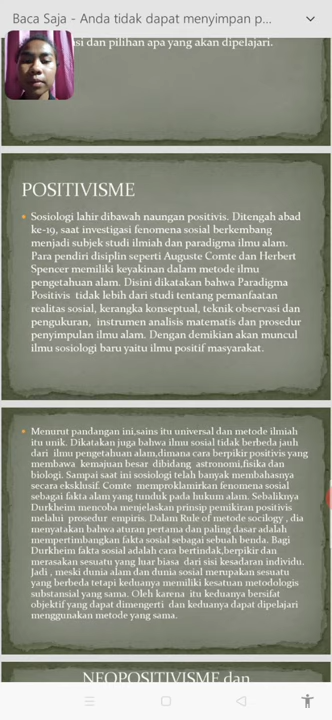 Baca Saja - Anda tidak dapat menyimpan p...
si dan pilihan apa yang akan dipelajari.
POSITIVISME
Sosiologi lahir dibawah naungan positivis. Ditengah abad
ke-19, saat investigasi fenomena sosial berkembang
menjadi subjek studi ilmiah dan paradigma ilmu alam.
Para pendiri disiplin seperti Auguste Comte dan Herbert
Spencer memiliki keyakinan dalam metode ilmu
pengetahuan alam. Disini dikatakan bahwa Paradigma
Positivis tidak lebih dari studi tentang pemanfaatan
realitas sosial, kerangka konseptual, teknik observasi dan
pengukuran, instrumen analisis matematis dan prosedur
penyimpulan ilmu alam. Dengan demikian akan muncul
ilmu sosiologi baru yaitu ilmu positif masyarakat.
Menurut pandangan ini,sains itu universal dan metode ilmiah
itu unik. Dikatakan juga bahwa ilmu sosial tidak berbeda jauh
dari ilmu pengetahuan alam,dimana cara berpikir positivis yang
membawa kemajuan besar dibidang astronomi,fisika dan
biologi. Sampai saat ini sosiologi telah banyak membahasnya
secara eksklusif. Comte memproklamirkan fenomena sosial
sebagai fakta alam yang tunduk pada hukum alam. Sebaliknya
Durkheim mencoba menjelaskan prinsip pemikiran positivis
melalui prosedur empiris. Dalam Rule of metode socilogy , dia
menyatakan bahwa aturan pertama dan paling dasar adalah
mempertimbangkan fakta sosial sebagai sebuah benda. Bagi
Durkheim fakta sosial adalah cara bertindak,berpikir dan
merasakan sesuatu yang luar biasa dari sisi kesadaran individu.
Jadi , meski dunia alam dan dunia sosial merupakan sesuatu
yang berbeda tetapi keduanya memiliki kesatuan metodologis
substansial yang sama. Oleh karena itu keduanya bersifat
objektif yang dapat dimengerti dan keduanya dapat dipelajari
menggunakan metode yang sama.
NEOPOSITIVISME dan